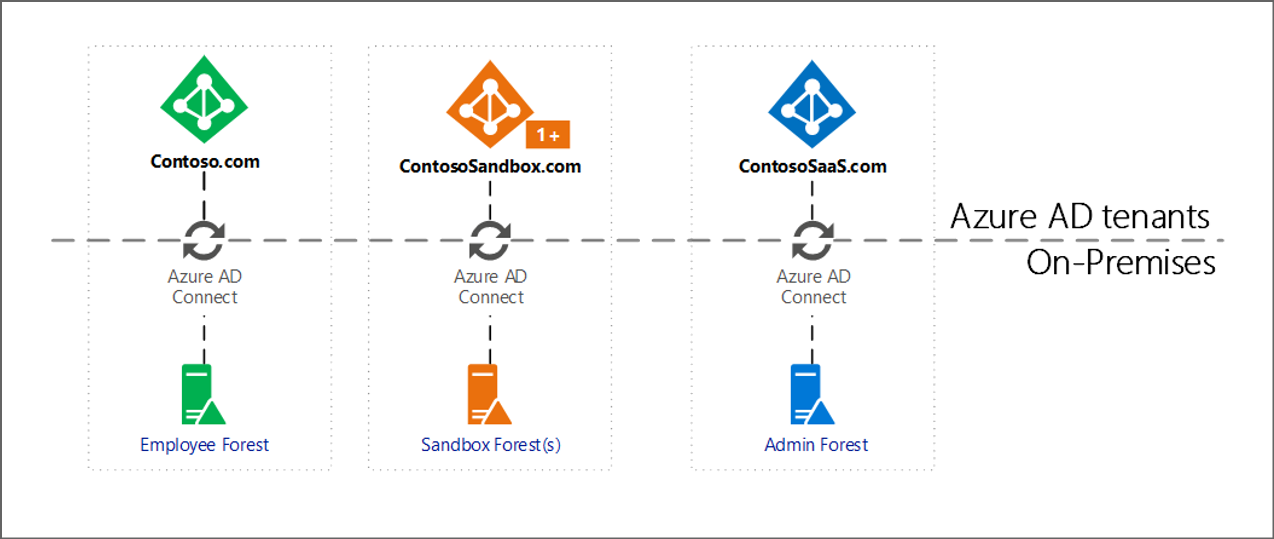 1+
Contoso.com
ContosoSandbox.com
ContosoSaaS.com
Azure AD tenants
On-Premises
Azure AD
Connect
Azure AD
Connect
Azure AD
Connect
Employee Forest
Sandbox Forest(s)
Admin Forest